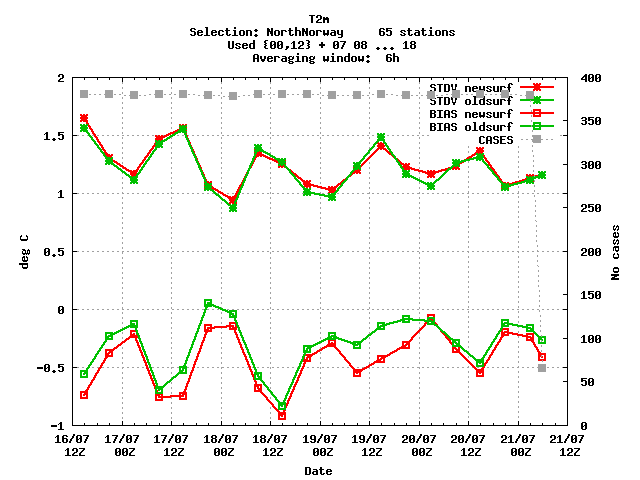 T2m
Selection: NorthNorway 65 stations
Used {00,12} + 07 08 ... 18
Averaging window: 6h
STDV newsurf
STDV oldsurf
BIAS newsurf
BIAS oldsurf
CASES
2
1.5
1
0.5
0
-0.5
-1
deg C
400
350
300
250
200
150
100
50
0
No cases
16/07 17/07 17/07 18/07 18/07 19/07 19/07 20/07 20/07 21/07 21/07
12Z 00Z 12Z 00Z 12Z 00Z 12Z 00Z 12Z 00Z 12Z
Date